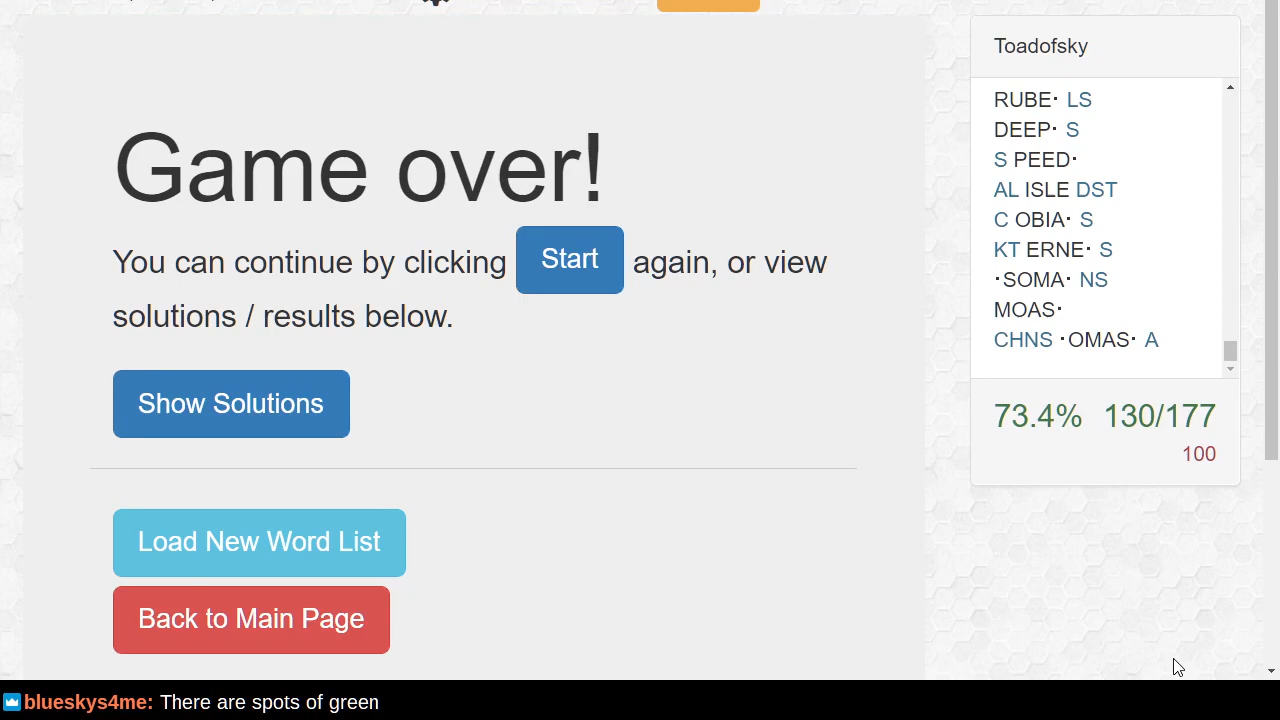 Game over!
You can continue by clicking Start again, or view
solutions / results below.
Show Solutions
Load New Word List
Back to Main Page
Toadofsky
RUBE· LS
DEEP· S
S PEED·
AL ISLE DST
C OBIA· S
KT ERNE· S
·SOMA· NS
MOAS·
CHNS ·OMAS· A
73.4% 130/177
100
blueskys4me: There are spots of green